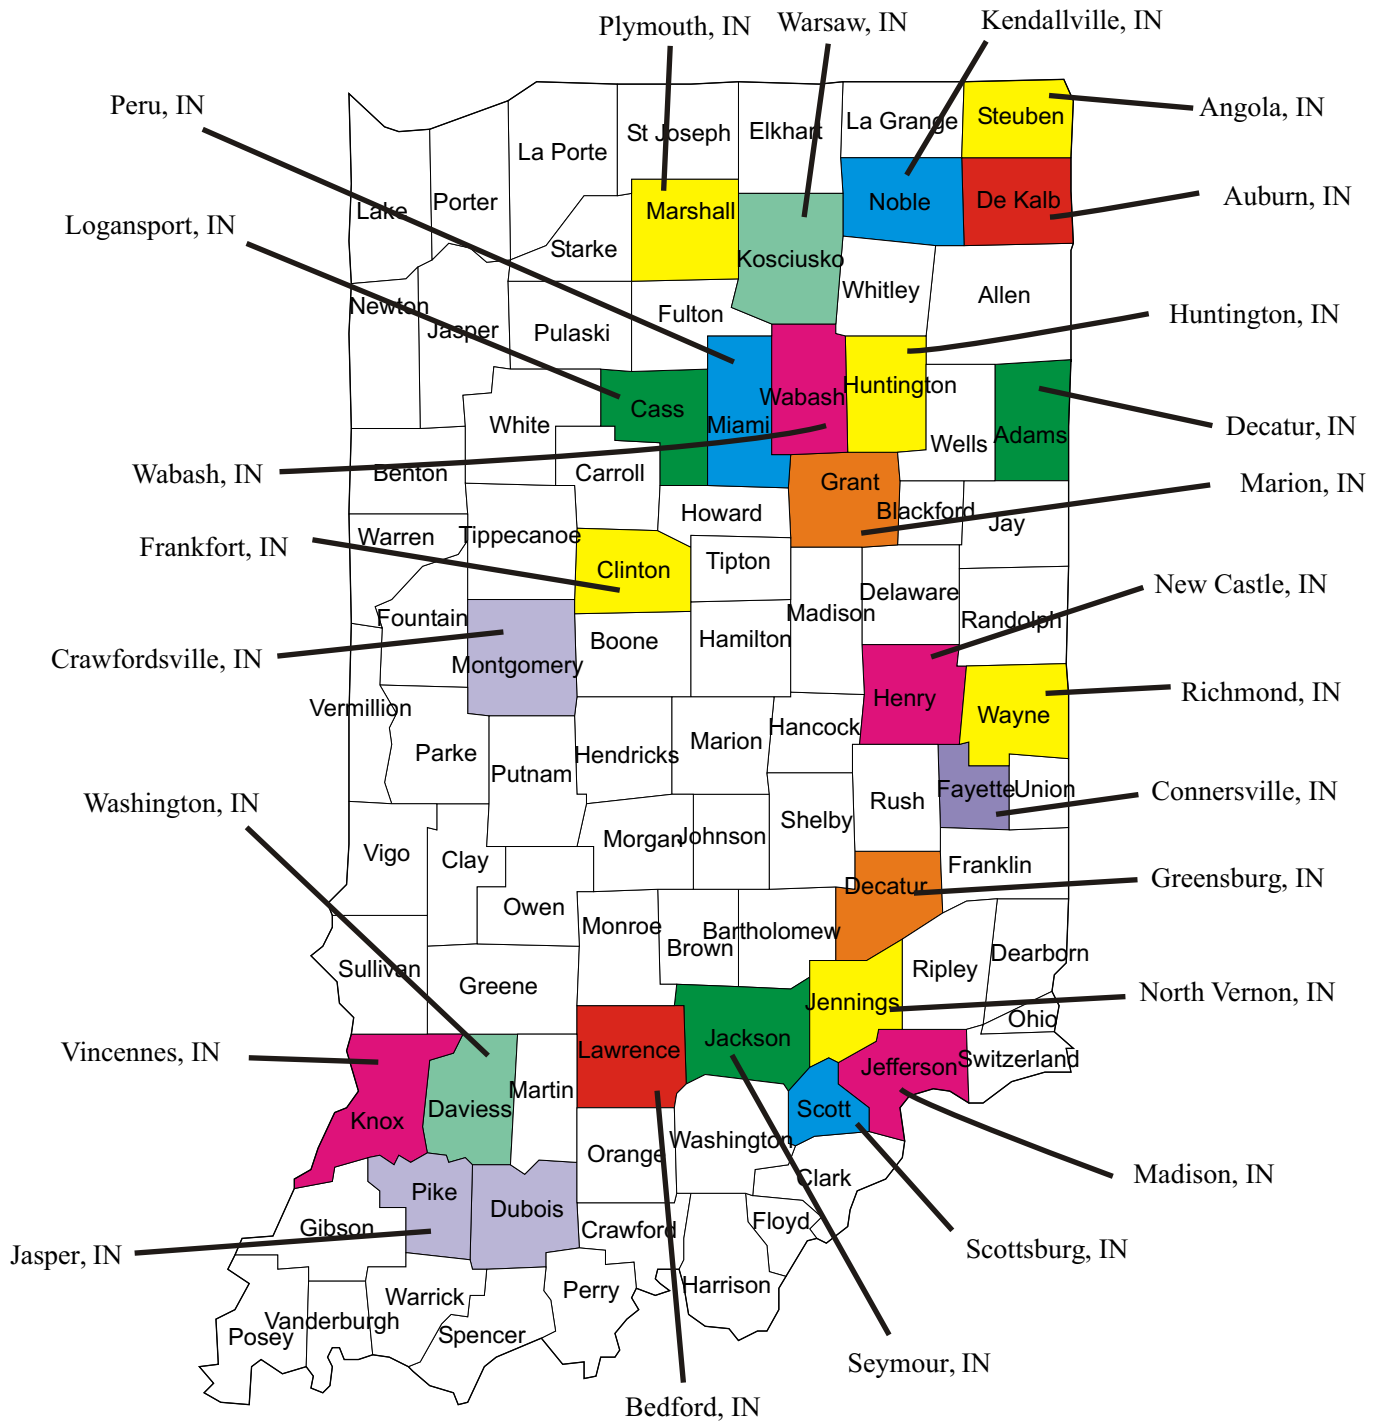 Kendallville, IN
Warsaw, IN
Plymouth, IN
Peru, IN
Angola, IN
Steuben
La Grange
Elkhart
St Joseph
La Porte
Auburn, IN
De Kalb
Noble
Porter
Lake
Marshall
Logansport, IN
Starke
Kosciusko
Whitley
Allen
Newton
Fulton
Huntington, IN
Jasper
Pulaski
Huntington
Wabash
Cass
White
Miami
Decatur, IN
Adams
Wells
Wabash, IN
Benton
Carroll
Grant
Marion, IN
Howard
Blackford
Jay
Warren
Tippecanoe
Frankfort, IN
Clinton
Tipton
New Castle, IN
Delaware
Madison
Fountain
Randolph
Boone
Hamilton
Crawfordsville, IN
Montgomery
Richmond, IN
Henry
Vermillion
Wayne
Hancock
Marion
Parke
Hendricks
Putnam
Fayette
Union
Connersville, IN
Washington, IN
Rush
Shelby
Morgan
Johnson
Vigo
Clay
Franklin
Greensburg, IN
Decatur
Owen
Monroe
Bartholomew
Brown
Dearborn
Sullivan
Ripley
Greene
North Vernon, IN
Jennings
Ohio
Jackson
Vincennes, IN
Lawrence
Switzerland
Jefferson
Martin
Daviess
Scott
Knox
Washington
Orange
Madison, IN
Clark
Pike
Dubois
Floyd
Gibson
Crawford
Jasper, IN
Scottsburg, IN
Harrison
Perry
Warrick
Vanderburgh
Spencer
Posey
Seymour, IN
Bedford, IN